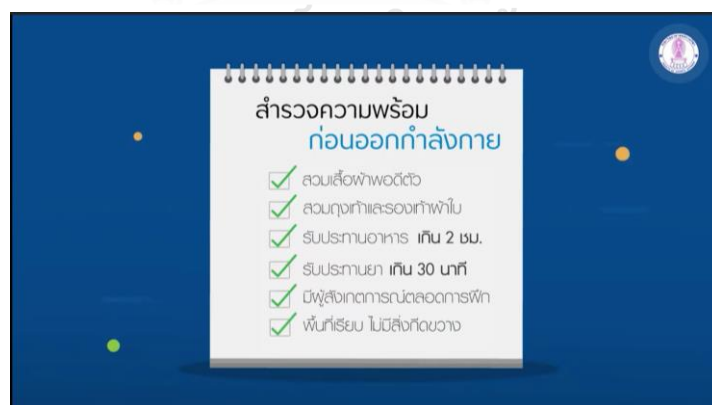 สำรวจความพร้อม
ก่อนออกกำลังกาย
สวมเสื้อผ้าพอดีตัว
สวมถุงเท้าและรองเท้าผ้าใบ
รับประทานอาหาร เกิน 2 ชม.
รับประทานยา เกิน 30 นาที
มีผู้สังเกตการณ์ตลอดการฝึก
พื้นที่เรียบ ไม่มีสิ่งกีดขวาง